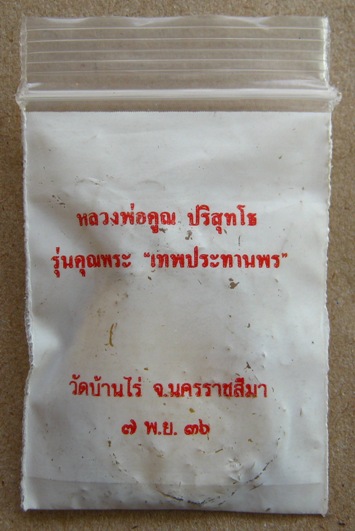 หลวงพ่อคูณ ปริสุทโธ
รุ่นคุณพระ "เทพประทานพร"
วัดบ้านไร่ จ.นครราชสีมา
๗ พ.ย. ๓๖